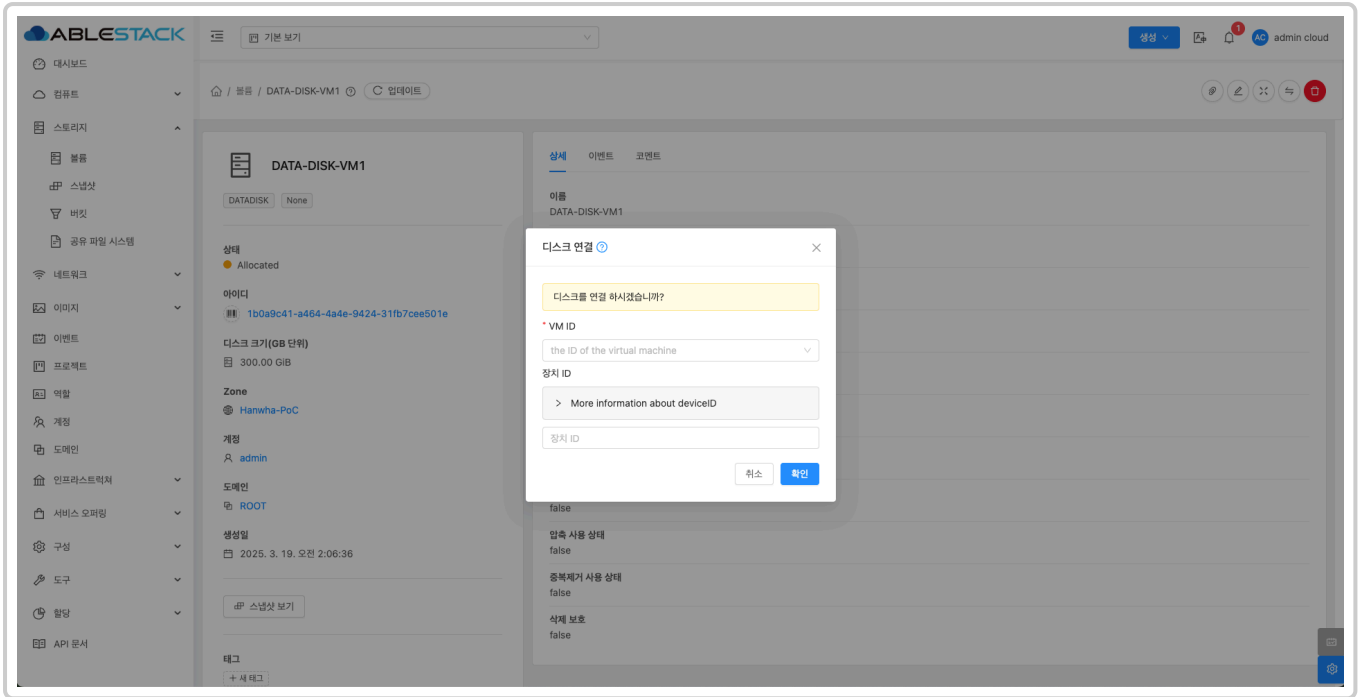 ABLESTACK
기본 보기
생성
1
AC
admin cloud
대시보드
컴퓨트
스토리지
볼륨
스냅샷
버킷
공유 파일 시스템
네트워크
이미지
이벤트
프로젝트
역할
계정
도메인
인프라스트럭쳐
서비스 오퍼링
구성
도구
할당
API 문서
/ 볼륨 / DATA-DISK-VM1
업데이트
DATA-DISK-VM1
DATADISK
None
상태
Allocated
아이디
1b0a9c41-a464-4a4e-9424-31fb7cee501e
디스크 크기(GB 단위)
300.00 GiB
Zone
Hanwha-PoC
계정
admin
도메인
ROOT
생성일
2025. 3. 19. 오전 2:06:36
스냅샷 보기
태그
+ 새 태그
상세
이벤트
코멘트
이름
DATA-DISK-VM1
디스크 연결
디스크를 연결 하시겠습니까?
* VM ID
the ID of the virtual machine
장치 ID
More information about deviceID
장치 ID
취소
확인
false
압축 사용 상태
false
중복제거 사용 상태
false
삭제 보호
false